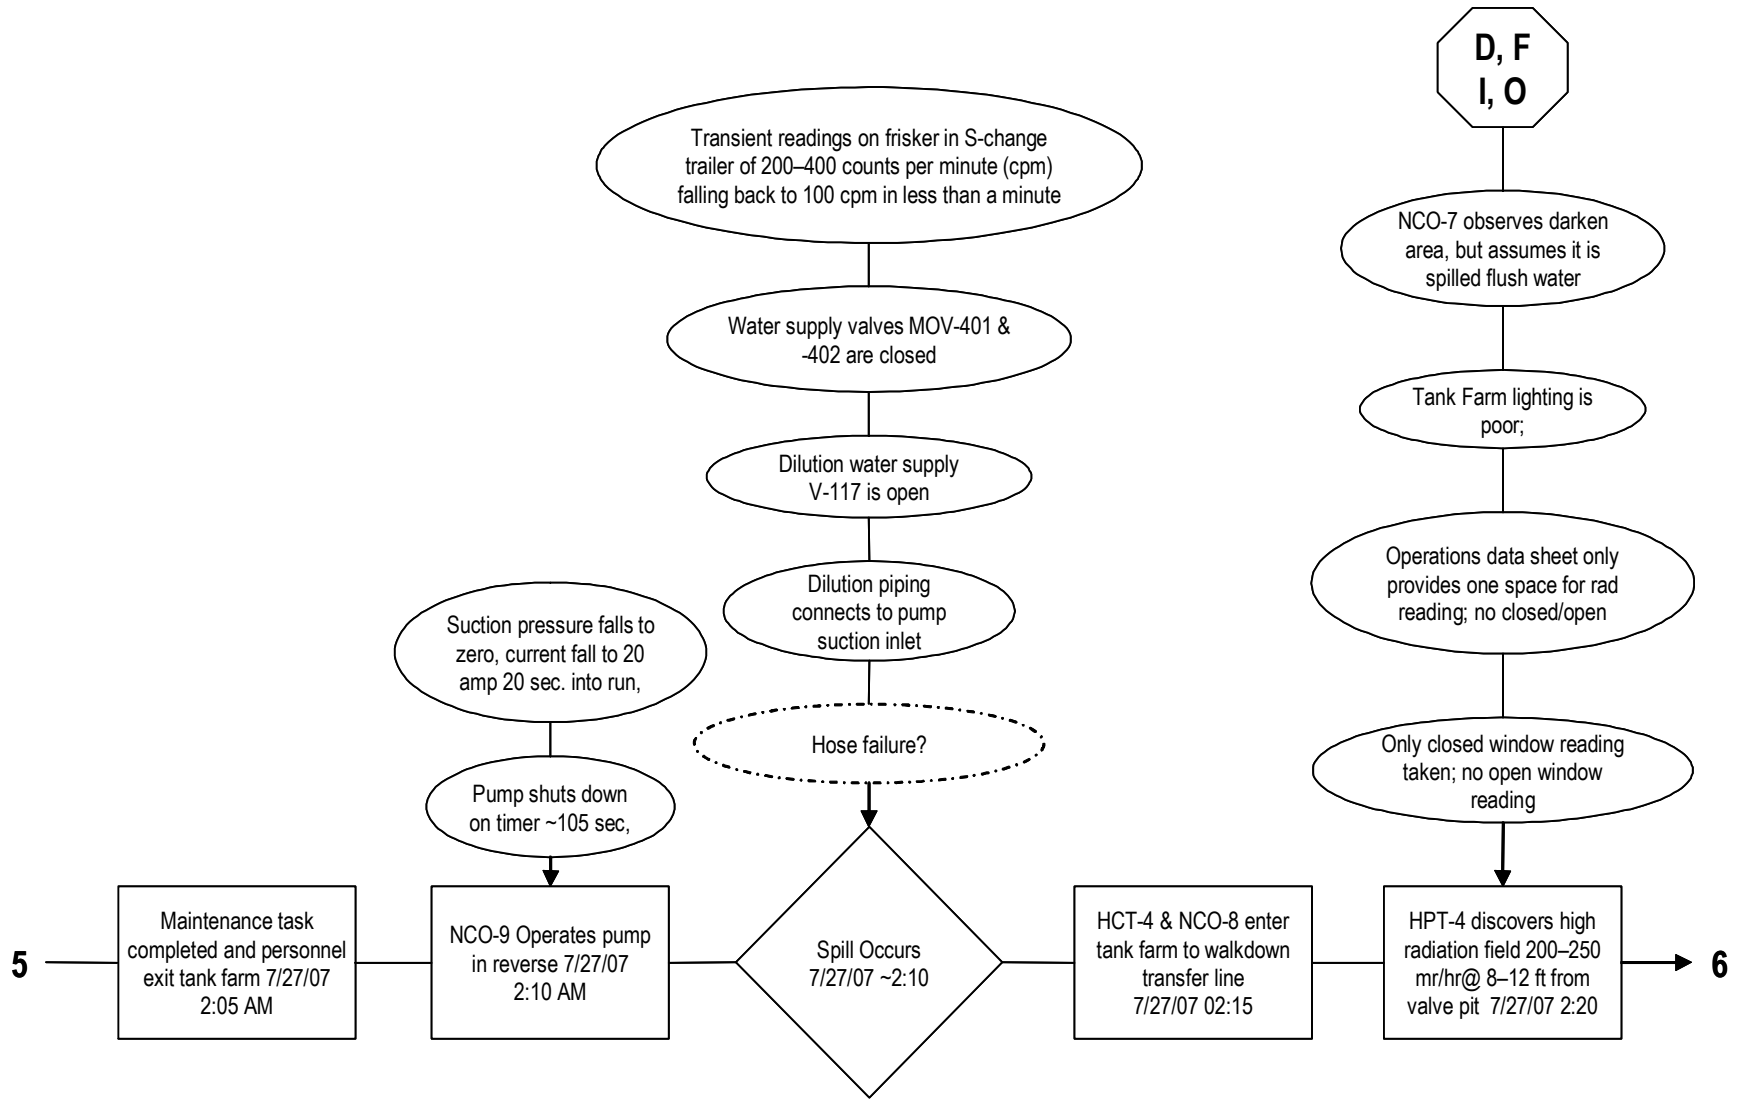 D, F
I, O
Transient readings on frisker in S-change
trailer of 200–400 counts per minute (cpm)
falling back to 100 cpm in less than a minute
NCO-7 observes darken
area, but assumes it is
spilled flush water
Water supply valves MOV-401 &
-402 are closed
Tank Farm lighting is
poor;
Dilution water supply
V-117 is open
Operations data sheet only
provides one space for rad
reading; no closed/open
Dilution piping
connects to pump
suction inlet
Suction pressure falls to
zero, current fall to 20
amp 20 sec. into run,
Hose failure?
Only closed window reading
taken; no open window
reading
Pump shuts down
on timer ~105 sec,
5
Maintenance task
completed and personnel
exit tank farm 7/27/07
2:05 AM
NCO-9 Operates pump
in reverse 7/27/07
2:10 AM
Spill Occurs
7/27/07 ~2:10
HCT-4 & NCO-8 enter
tank farm to walkdown
transfer line
7/27/07 02:15
HPT-4 discovers high
radiation field 200–250
mr/hr@ 8–12 ft from
valve pit 7/27/07 2:20
6